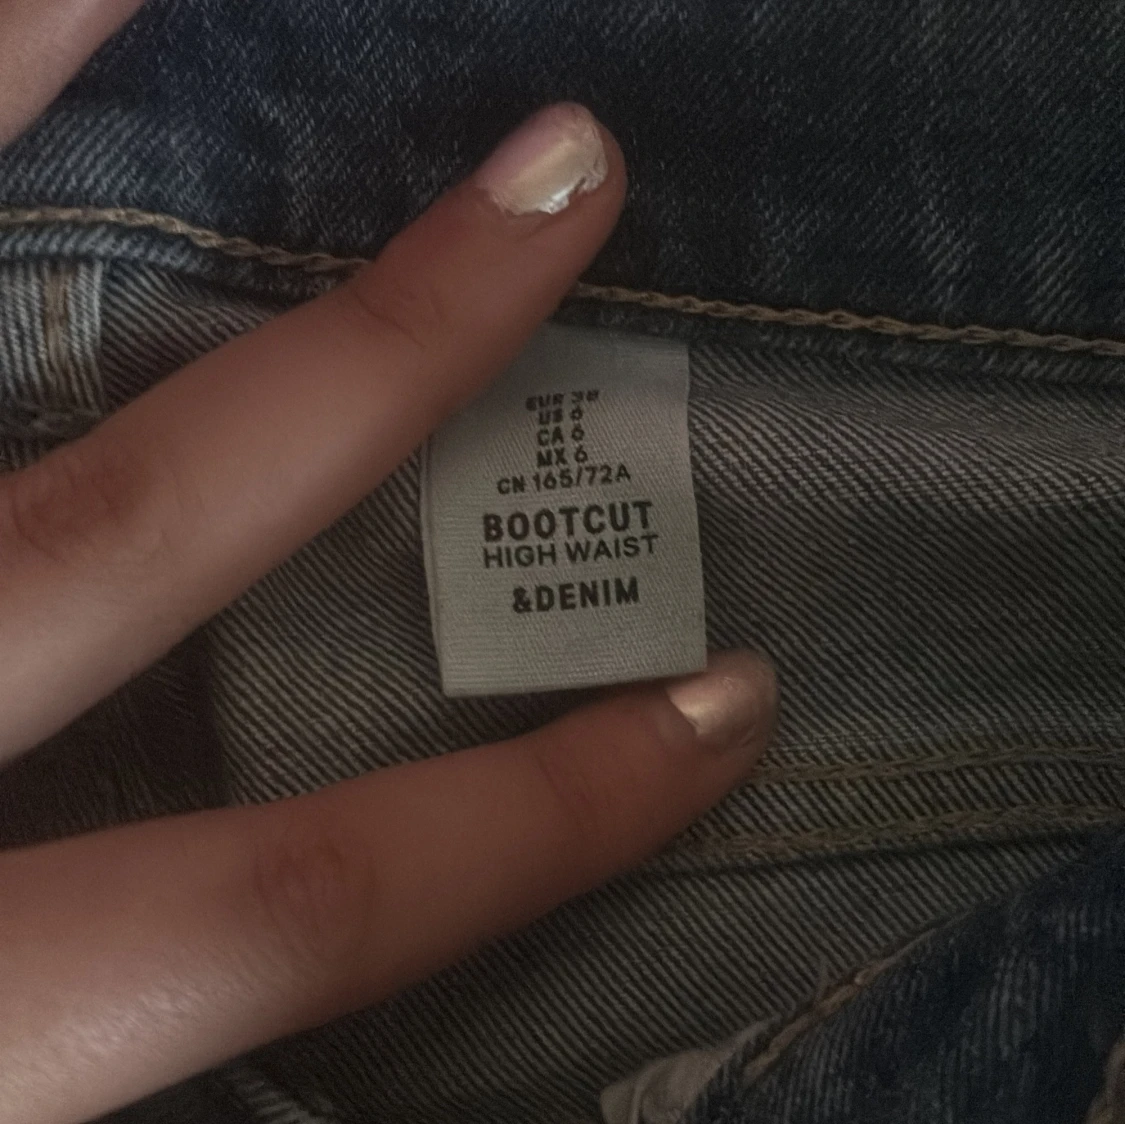 EUR 38
US 6
CA 6
MX 6
CN 165/72A
BOOTCUT
HIGH WAIST
&DENIM